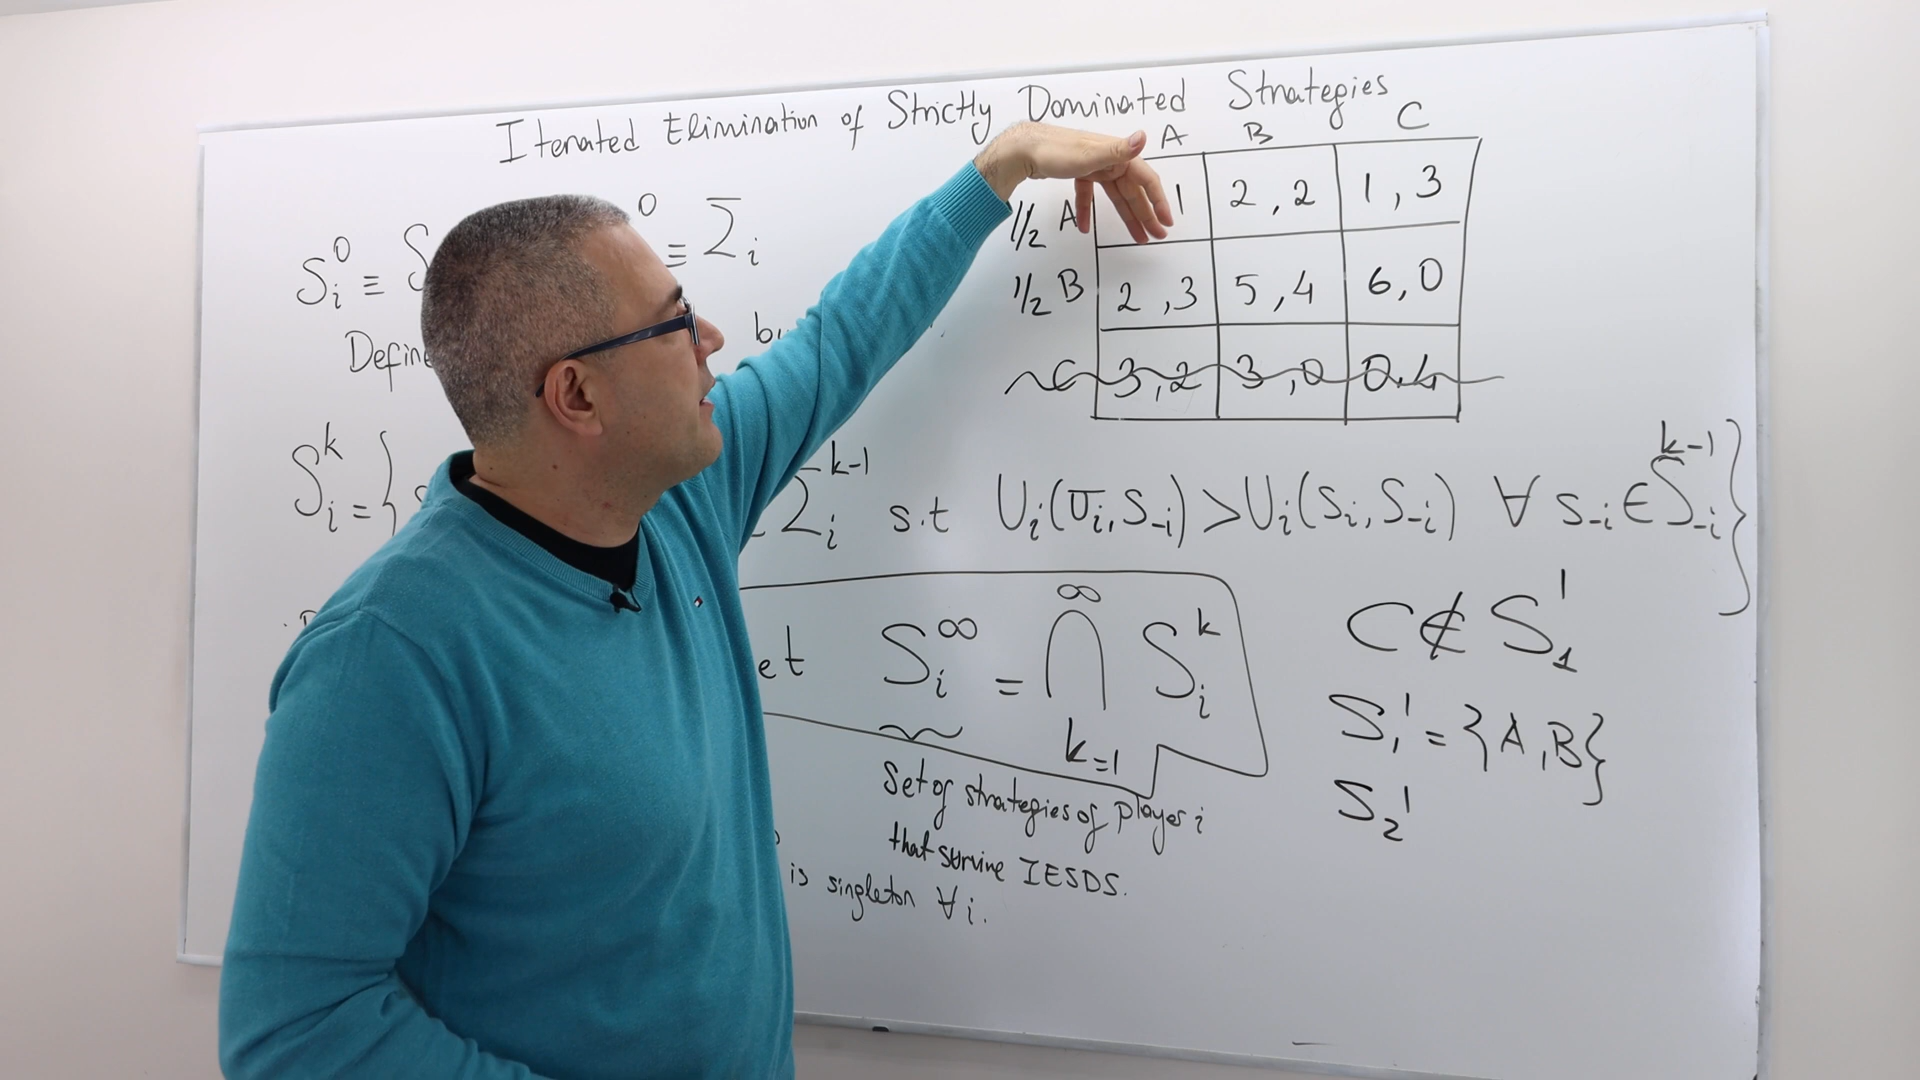 Iterated Elimination of Strictly Dominated Strategies
A B C
1/2 A 1 2 , 2 1 , 3
1/2 B 2 , 3 5 , 4 6 , 0
C 3 , 2 3 , 0 0 , 4
S_i^0 ≡ S 0 ≡ Σ_i
Define
S_i^k = { Σ_i^{k-1} s.t U_i(σ_i, S_{-i}) > U_i(s_i, S_{-i}) ∀ s_{-i} ∈ S_{-i}^{k-1} }
et S_i^∞ = ∩_{k=1}^∞ S_i^k
Set of strategies of player i
that survive IESDS.
is singleton ∀ i.
C ∉ S_1^1
S_1^1 = {A, B}
S_2^1